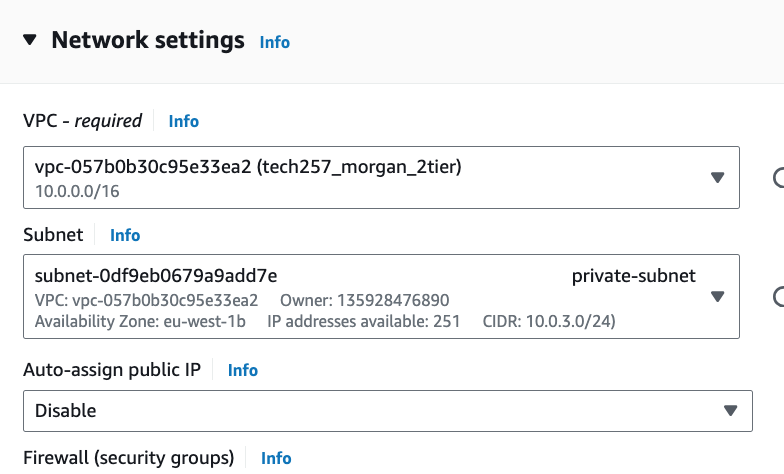 Network settings Info
VPC - required Info
vpc-057b0b30c95e33ea2 (tech257_morgan_2tier)
10.0.0.0/16
Subnet Info
subnet-0df9eb0679a9add7e private-subnet
VPC: vpc-057b0b30c95e33ea2 Owner: 135928476890
Availability Zone: eu-west-1b IP addresses available: 251 CIDR: 10.0.3.0/24)
Auto-assign public IP Info
Disable
Firewall (security groups) Info